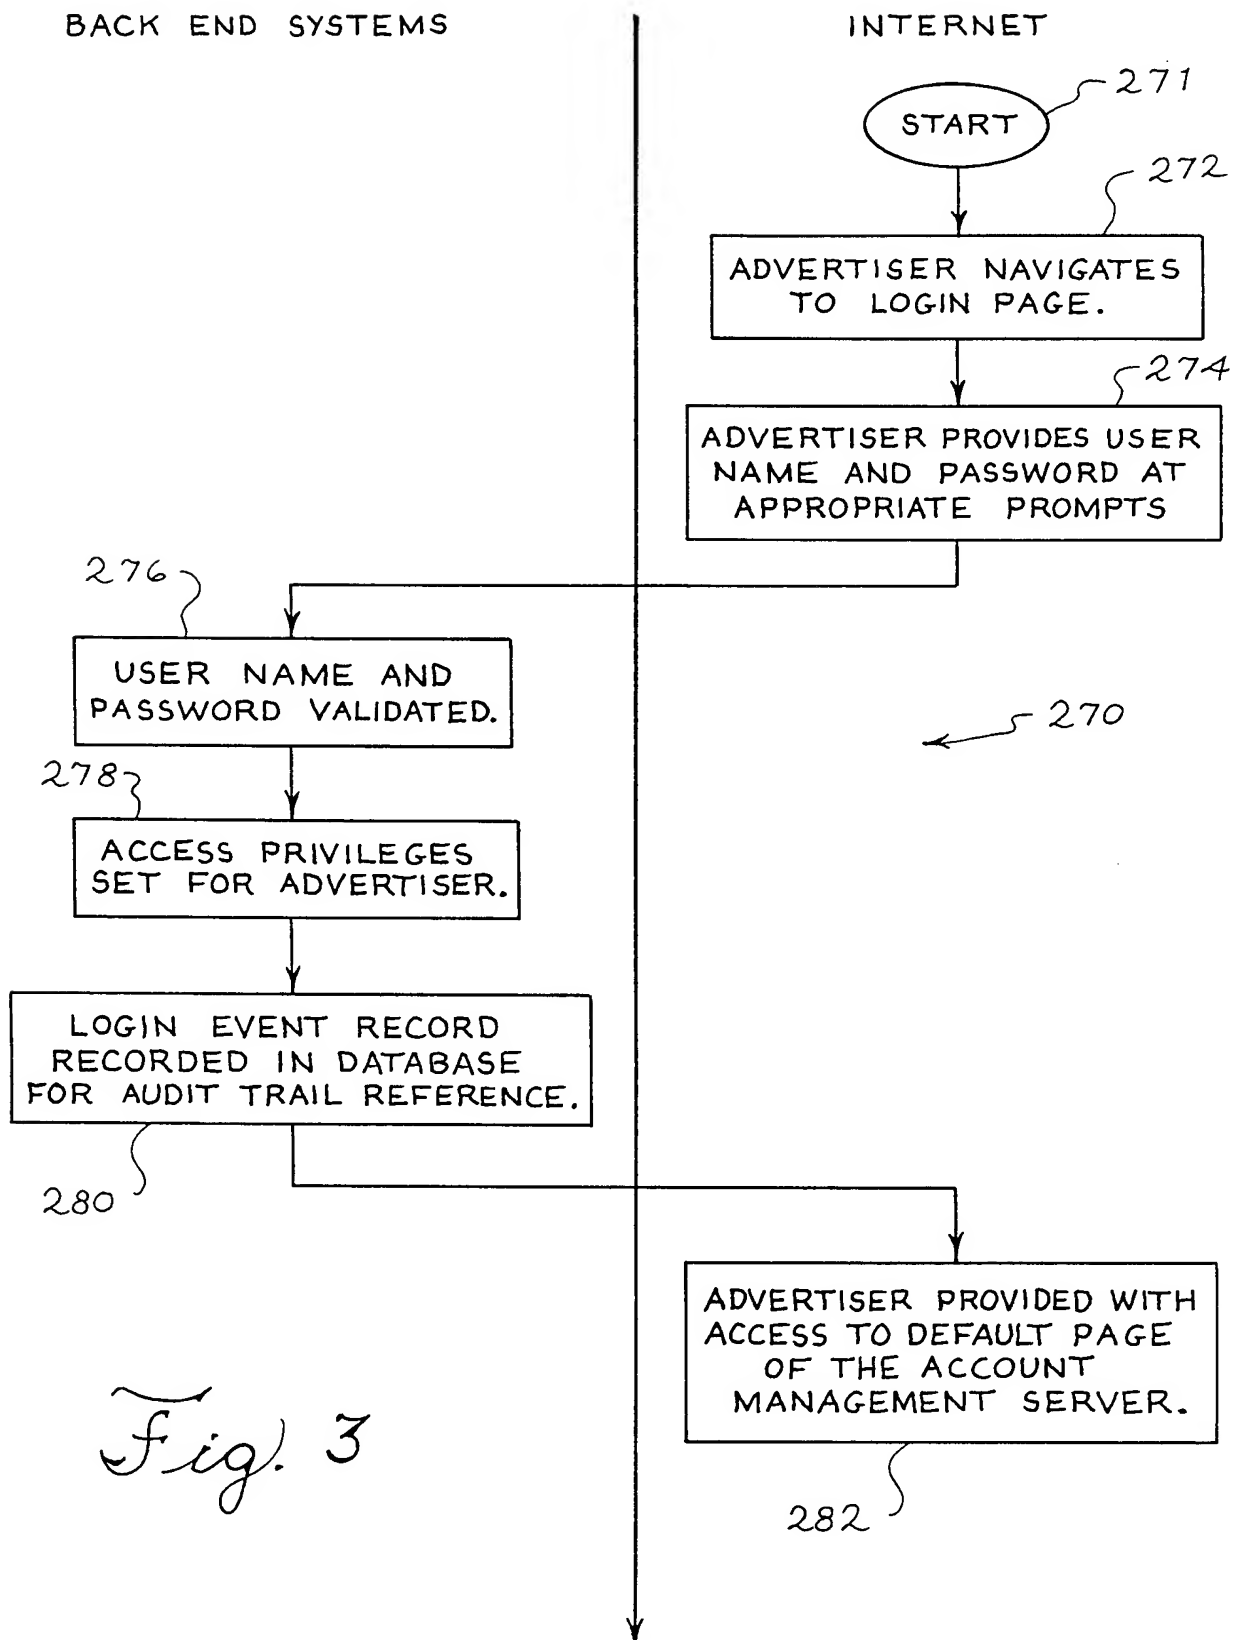 BACK END SYSTEMS
INTERNET
271
START
272
ADVERTISER NAVIGATES
TO LOGIN PAGE.
274
ADVERTISER PROVIDES USER
NAME AND PASSWORD AT
APPROPRIATE PROMPTS
276
USER NAME AND
PASSWORD VALIDATED.
270
278
ACCESS PRIVILEGES
SET FOR ADVERTISER.
LOGIN EVENT RECORD
RECORDED IN DATABASE
FOR AUDIT TRAIL REFERENCE.
280
ADVERTISER PROVIDED WITH
ACCESS TO DEFAULT PAGE
OF THE ACCOUNT
MANAGEMENT SERVER.
282
Fig. 3